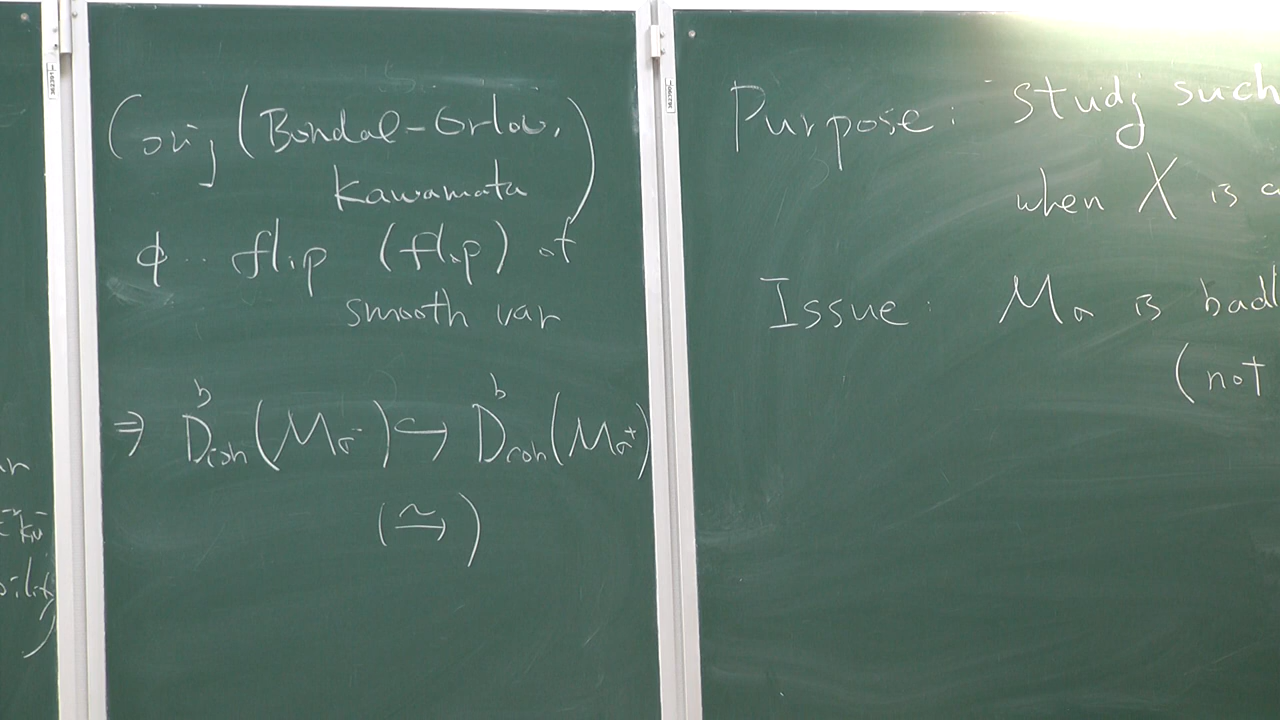 Conj (Bondal-Orlov,
Kawamata)
φ .. flip (flip) of
smooth var
⇒ D^b_coh(M_σ^-) ↪ D^b_coh(M_σ^+)
(⥲)
Purpose: Study such
when X is a
Issue: M_σ is badl
(not